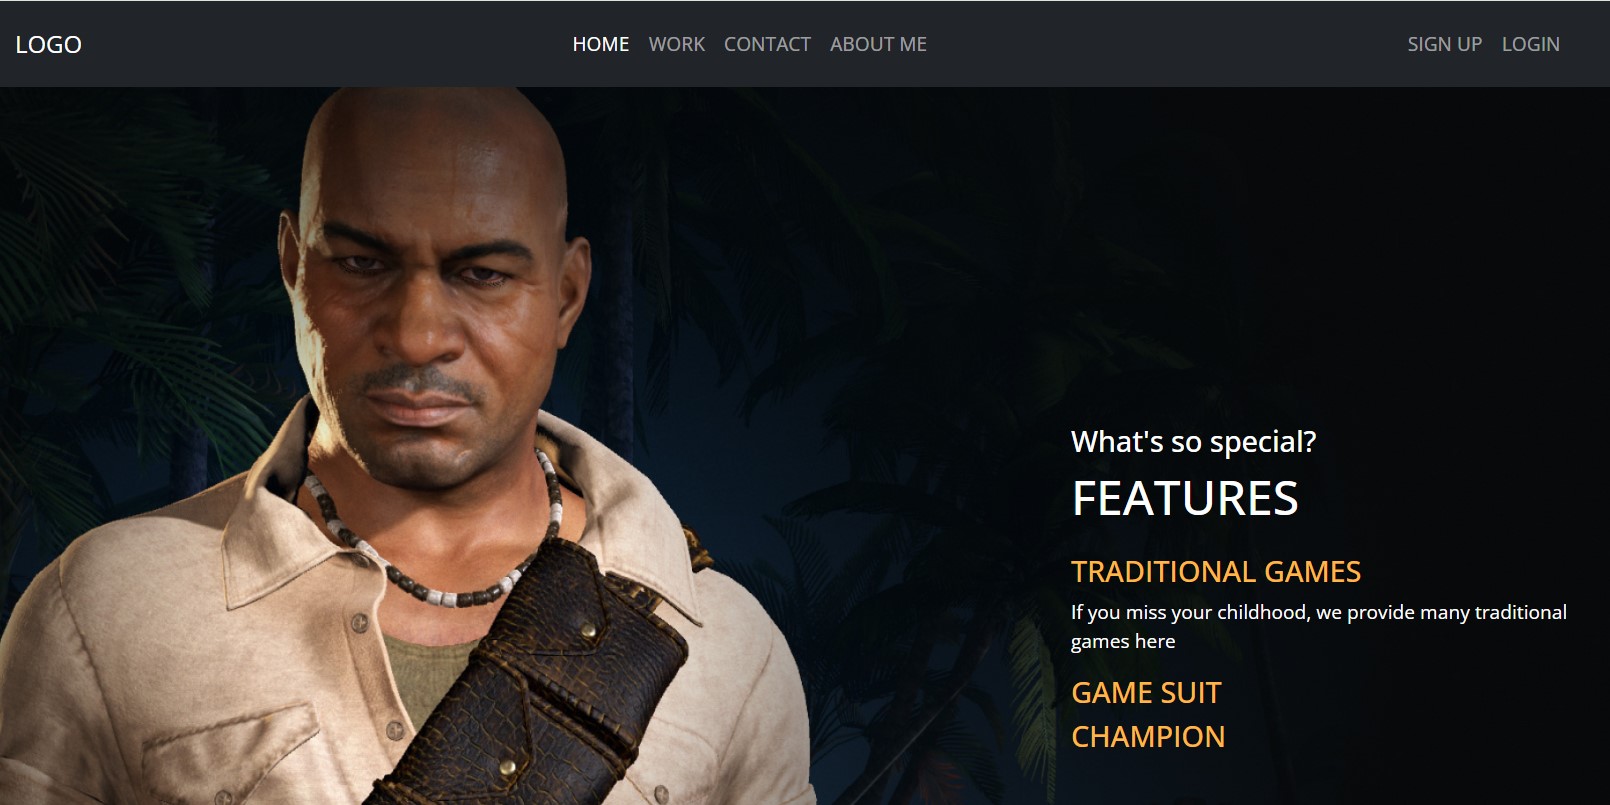 LOGO
HOME WORK CONTACT ABOUT ME
SIGN UP LOGIN
What's so special?
FEATURES
TRADITIONAL GAMES
If you miss your childhood, we provide many traditional
games here
GAME SUIT
CHAMPION